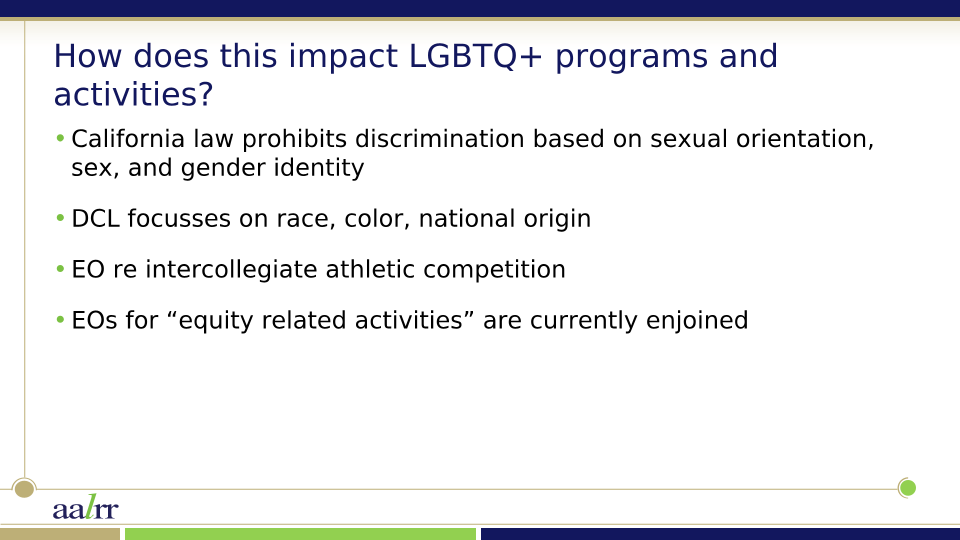 How does this impact LGBTQ+ programs and
activities?
• California law prohibits discrimination based on sexual orientation,
sex, and gender identity
• DCL focusses on race, color, national origin
• EO re intercollegiate athletic competition
• EOs for “equity related activities” are currently enjoined
aalrr